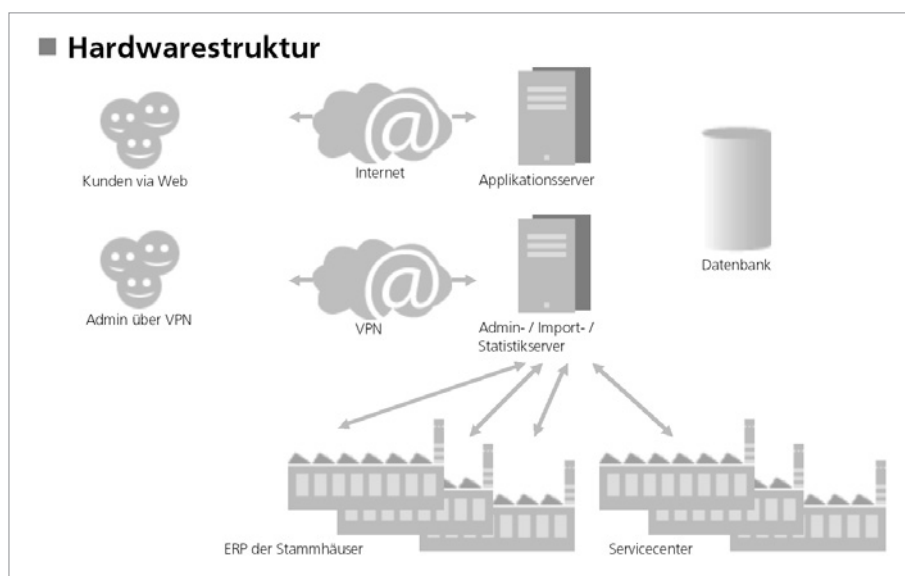 Hardwarestruktur
@
Kunden via Web
Internet
Applikationsserver
@
Datenbank
Admin über VPN
VPN
Admin- / Import- /
Statistikserver
ERP der Stammhäuser
Servicecenter